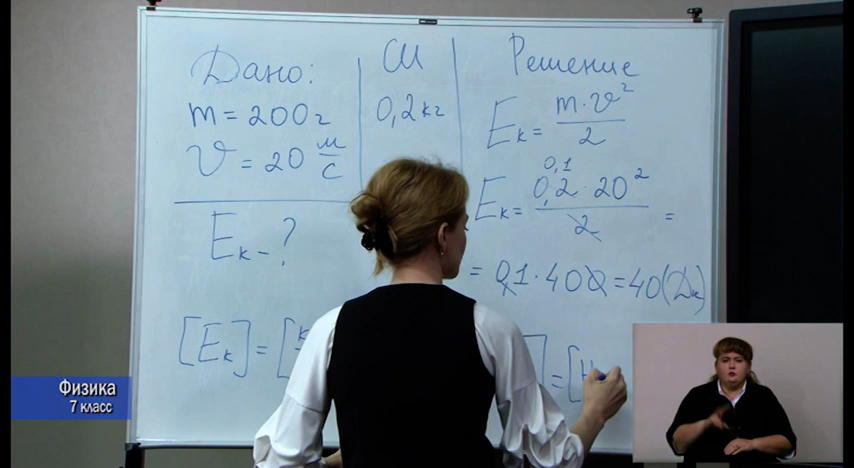 Дано:
m = 200 г
υ = 20 м/с
Eк - ?
СИ
0,2 кг
Решение
Eк = m · υ² / 2
0,1
Eк = 0,2 · 20² / 2 =
= 0,1 · 400 = 40 (Дж)
[Eк] = [к
] = [Н
Физика
7 класс